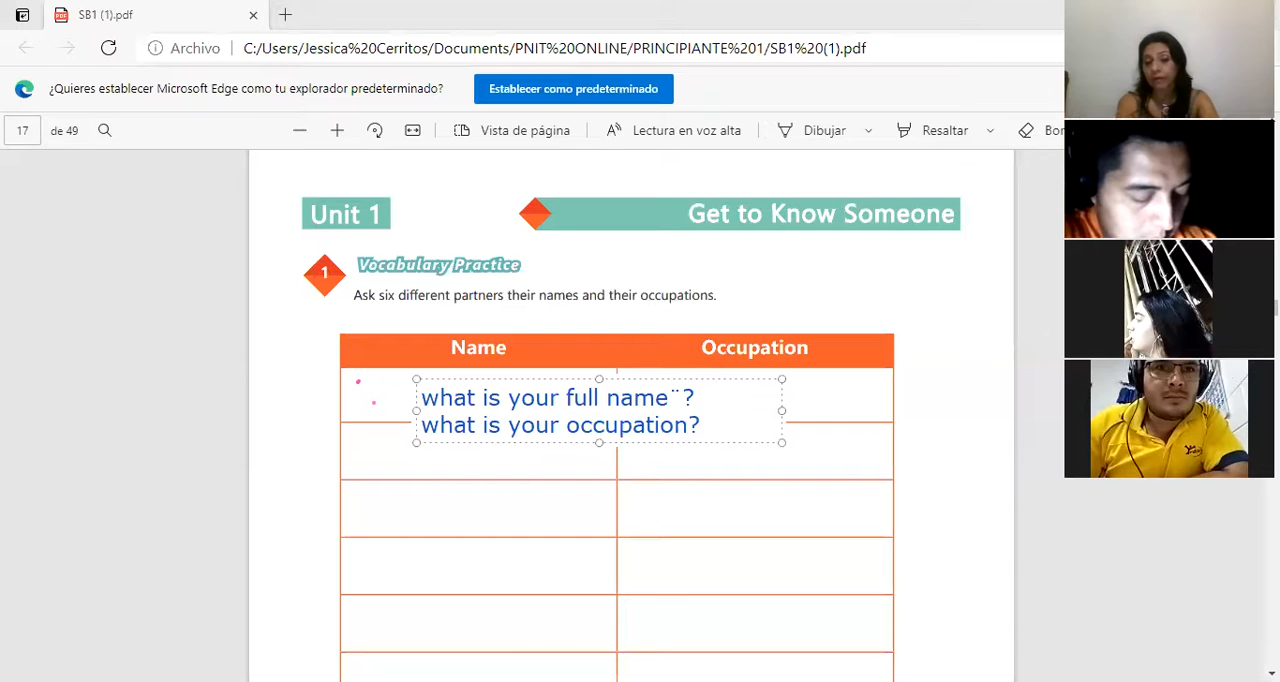 SB1 (1).pdf
Archivo
C:/Users/Jessica%20Cerritos/Documents/PNIT%20ONLINE/PRINCIPIANTE%201/SB1%20(1).pdf
¿Quieres establecer Microsoft Edge como tu explorador predeterminado?
Establecer como predeterminado
17
de 49
Vista de página
Lectura en voz alta
Dibujar
Resaltar
Bor
Unit 1
Get to Know Someone
1
Vocabulary Practice
Ask six different partners their names and their occupations.
Name
Occupation
what is your full name¨?
what is your occupation?